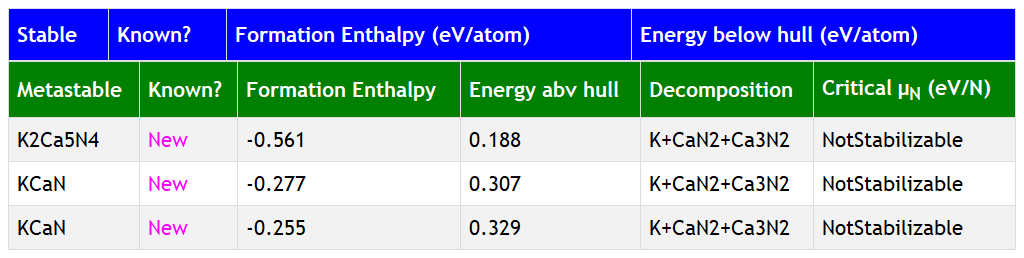 Stable Known? Formation Enthalpy (eV/atom) Energy below hull (eV/atom)
Metastable Known? Formation Enthalpy Energy abv hull Decomposition Critical μN (eV/N)
K2Ca5N4 New -0.561 0.188 K+CaN2+Ca3N2 NotStabilizable
KCaN New -0.277 0.307 K+CaN2+Ca3N2 NotStabilizable
KCaN New -0.255 0.329 K+CaN2+Ca3N2 NotStabilizable